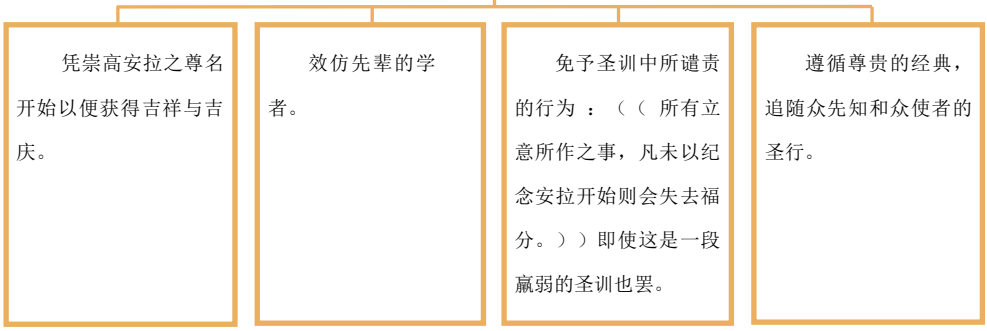 凭崇高安拉之尊名
开始以便获得吉祥与吉
庆。
效仿先辈的学
者。
免予圣训中所谴责
的行为 ：（（ 所有立
意所作之事，凡未以纪
念安拉开始则会失去福
分。））即使这是一段
羸弱的圣训也罢。
遵循尊贵的经典，
追随众先知和众使者的
圣行。